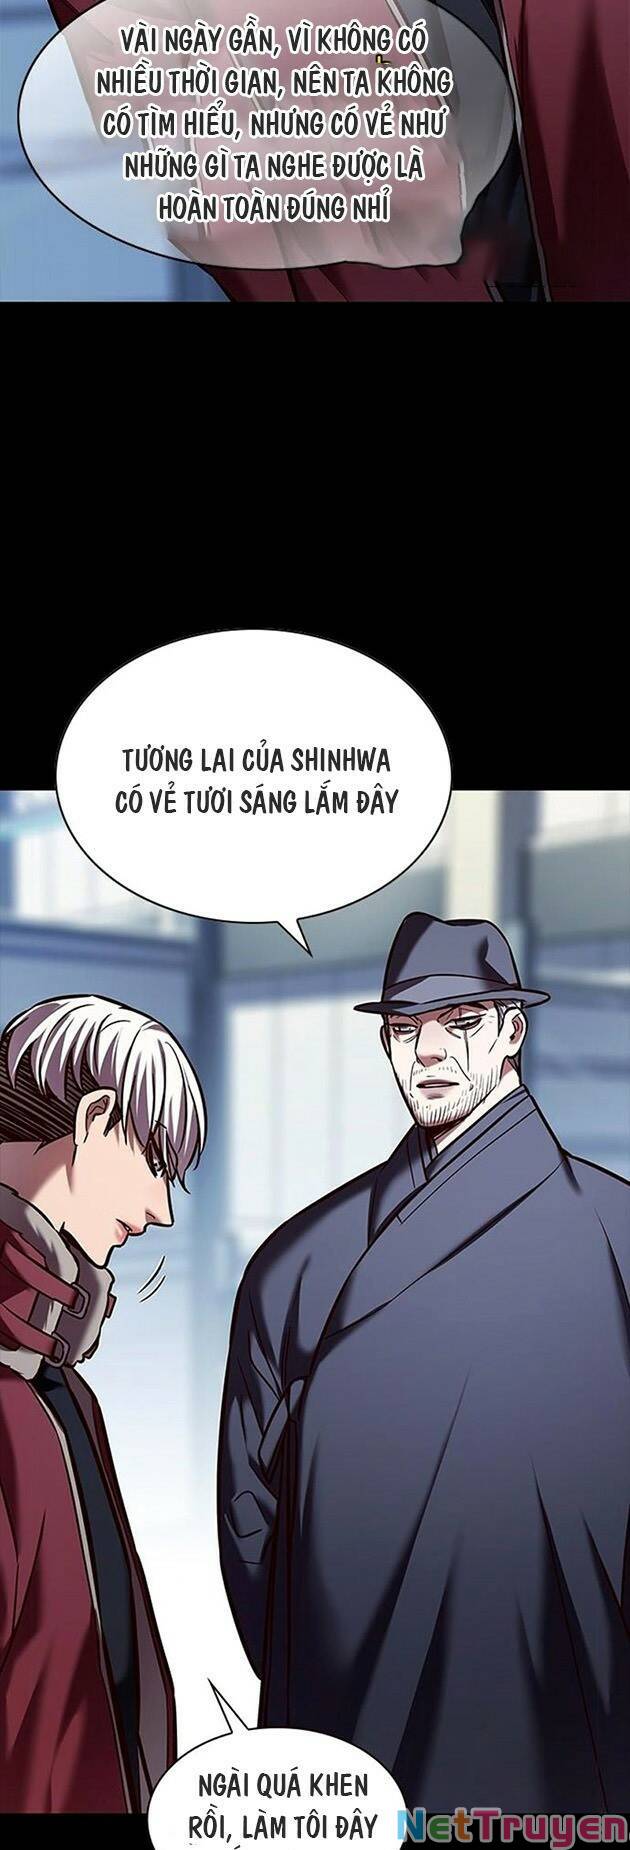 VÀI NGÀY GẦN, VÌ KHÔNG CÓ
NHIỀU THỜI GIAN, NÊN TA KHÔNG
CÓ TÌM HIỂU, NHƯNG CÓ VẺ NHƯ
NHỮNG GÌ TA NGHE ĐƯỢC LÀ
HOÀN TOÀN ĐÚNG NHỈ
TƯƠNG LAI CỦA SHINHWA
CÓ VẺ TƯƠI SÁNG LẮM ĐÂY
NGÀI QUÁ KHEN
RỒI, LÀM TÔI ĐÂY
NetTruyen